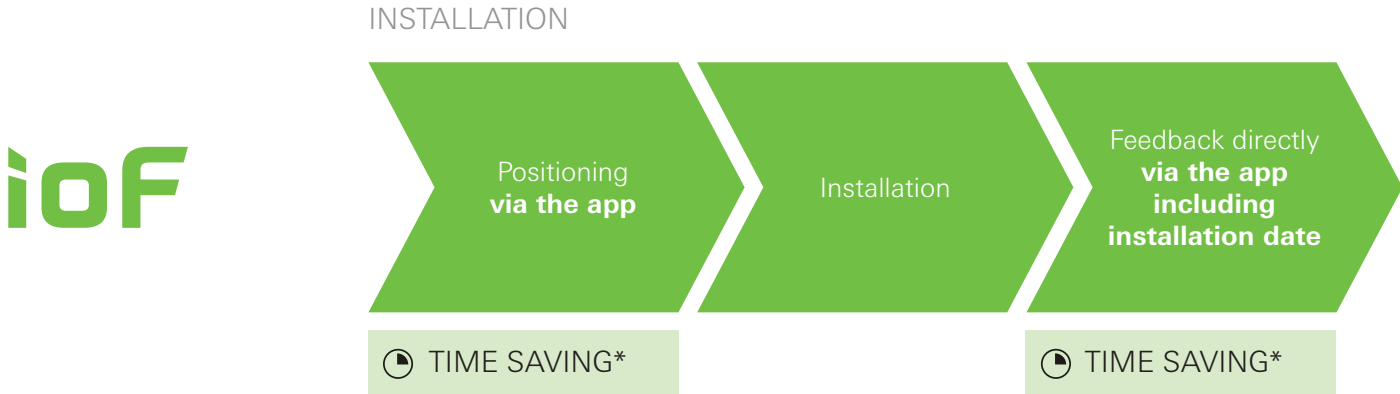 INSTALLATION
ioF
Positioning
via the app
Installation
Feedback directly
via the app
including
installation date
TIME SAVING*
TIME SAVING*